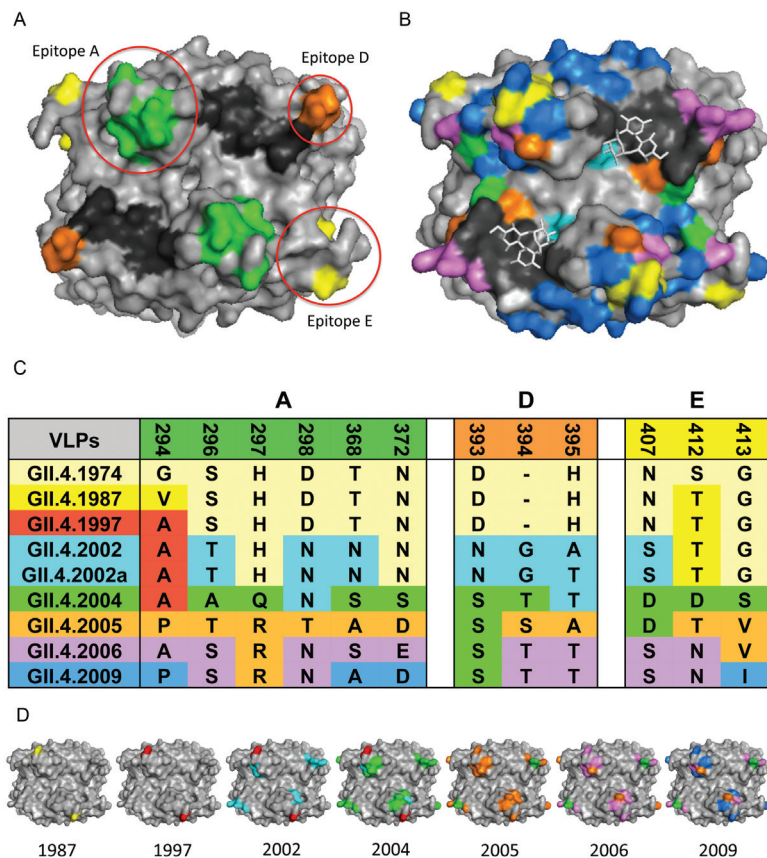 A
B
Epitope A
Epitope D
Epitope E
C
A D E
VLPs 294 296 297 298 368 372 393 394 395 407 412 413
GII.4.1974 G S H D T N D - H N S G
GII.4.1987 V S H D T N D - H N T G
GII.4.1997 A S H D T N D - H N T G
GII.4.2002 A T H N N N N G A S T G
GII.4.2002a A T H N N N N G T S T G
GII.4.2004 A A Q N S S S T T D D S
GII.4.2005 P T R T A D S S A D T V
GII.4.2006 A S R N S E S T T S N V
GII.4.2009 P S R N A D S T T S N I
D
1987 1997 2002 2004 2005 2006 2009